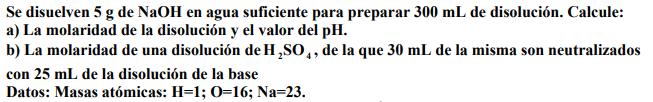 Se disuelven 5 g de NaOH en agua suficiente para preparar 300 mL de disolución. Calcule:
a) La molaridad de la disolución y el valor del pH.
b) La molaridad de una disolución de H₂SO₄, de la que 30 mL de la misma son neutralizados
con 25 mL de la disolución de la base
Datos: Masas atómicas: H=1; O=16; Na=23.